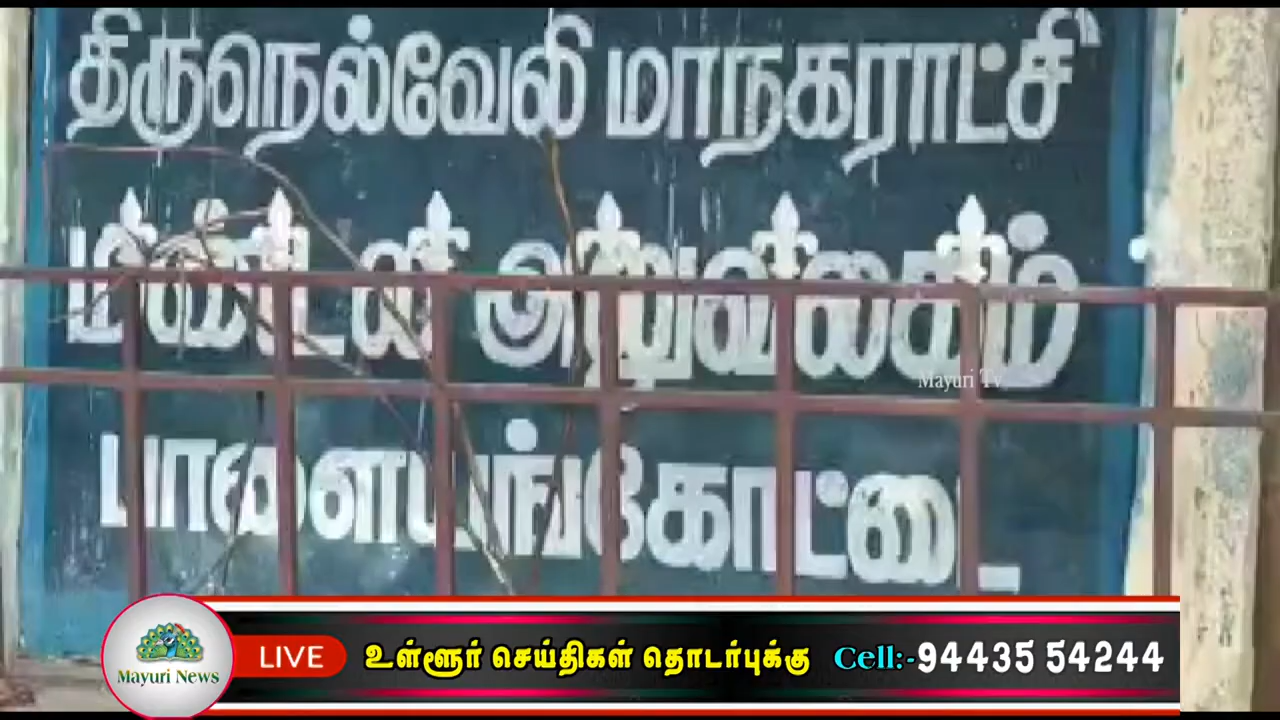 திருநெல்வேலி மாநகராட்சி
மண்டல அலுவலகம்
Mayuri Tv
பாளையங்கோட்டை
Mayuri News
LIVE
உள்ளூர் செய்திகள் தொடர்புக்கு Cell:-94435 54244